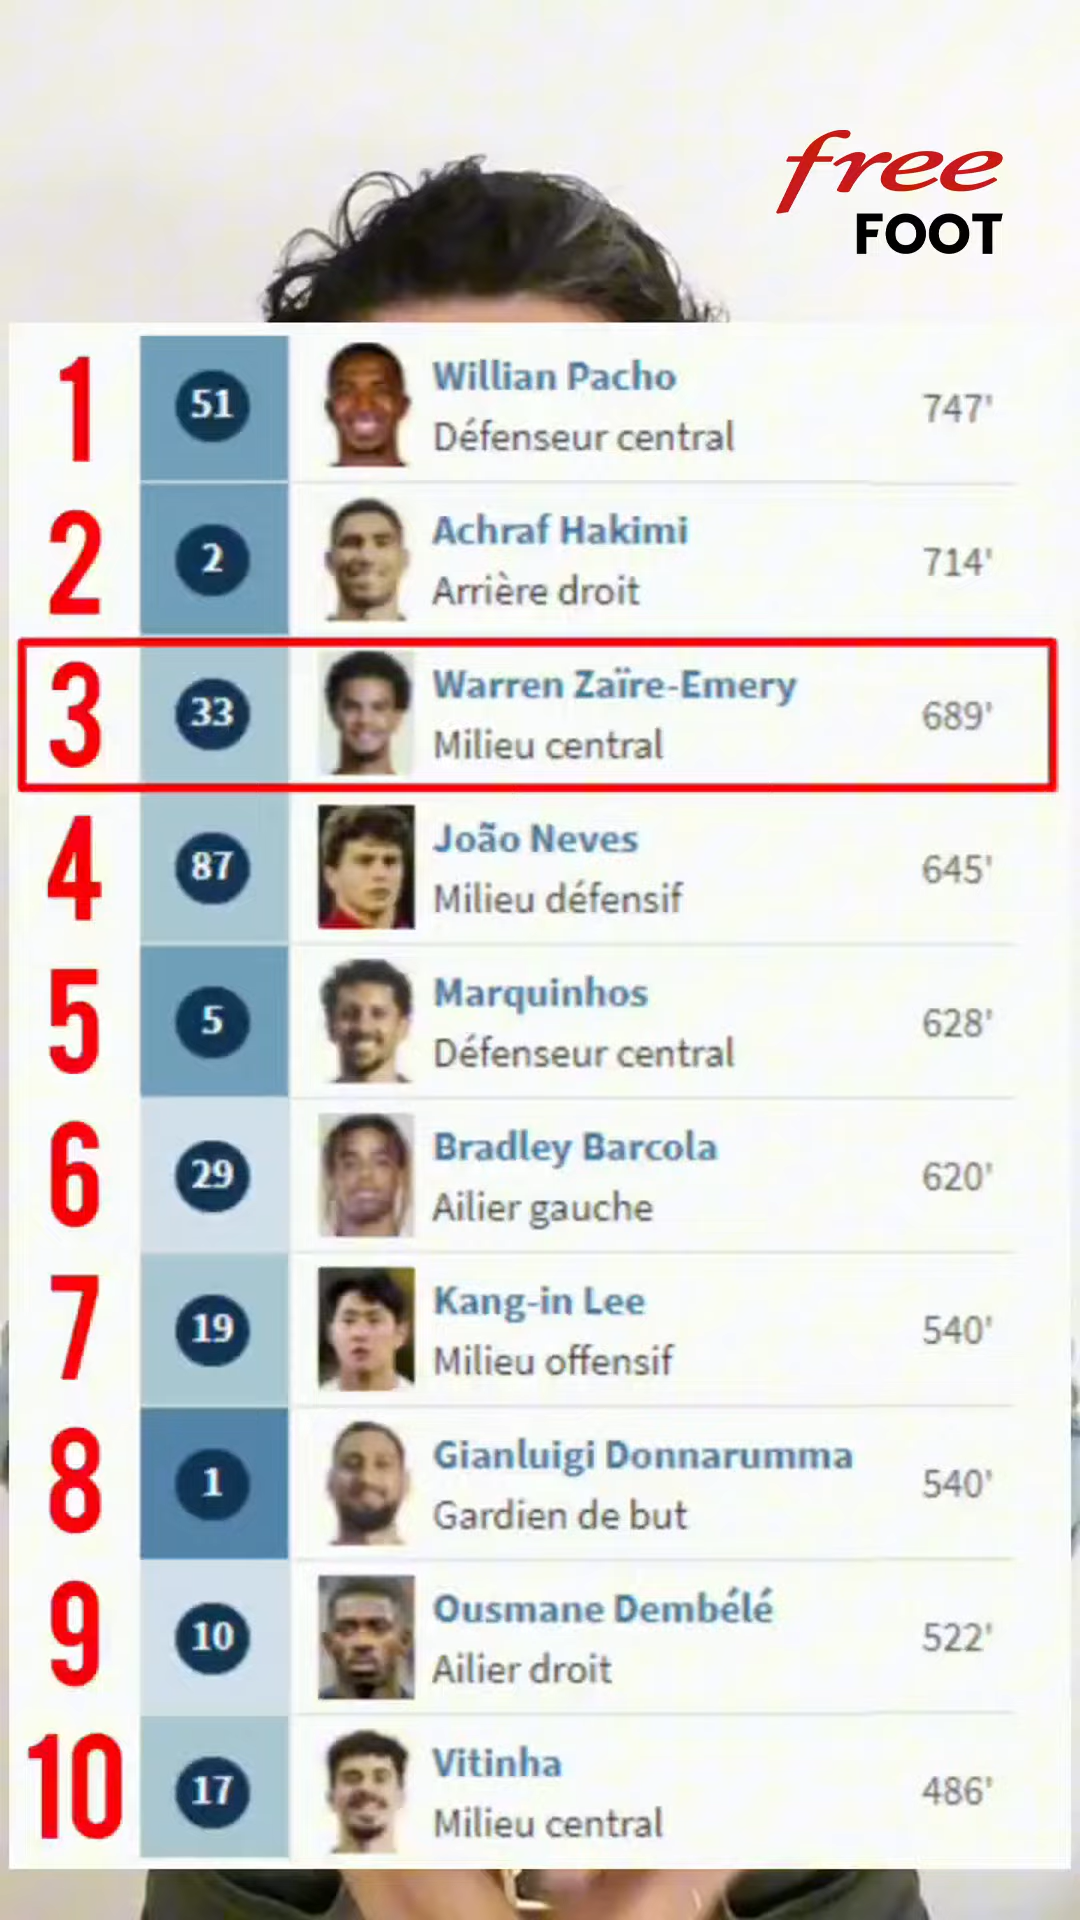 free
FOOT
1
51
Willian Pacho
Défenseur central
747'
2
2
Achraf Hakimi
Arrière droit
714'
3
33
Warren Zaïre-Emery
Milieu central
689'
4
87
João Neves
Milieu défensif
645'
5
5
Marquinhos
Défenseur central
628'
6
29
Bradley Barcola
Ailier gauche
620'
7
19
Kang-in Lee
Milieu offensif
540'
8
1
Gianluigi Donnarumma
Gardien de but
540'
9
10
Ousmane Dembélé
Ailier droit
522'
10
17
Vitinha
Milieu central
486'